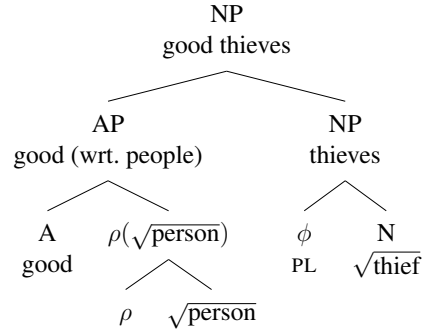 NP
good thieves
AP NP
good (wrt. people) thieves
A ρ(√person) ϕ N
good PL √thief
ρ √person